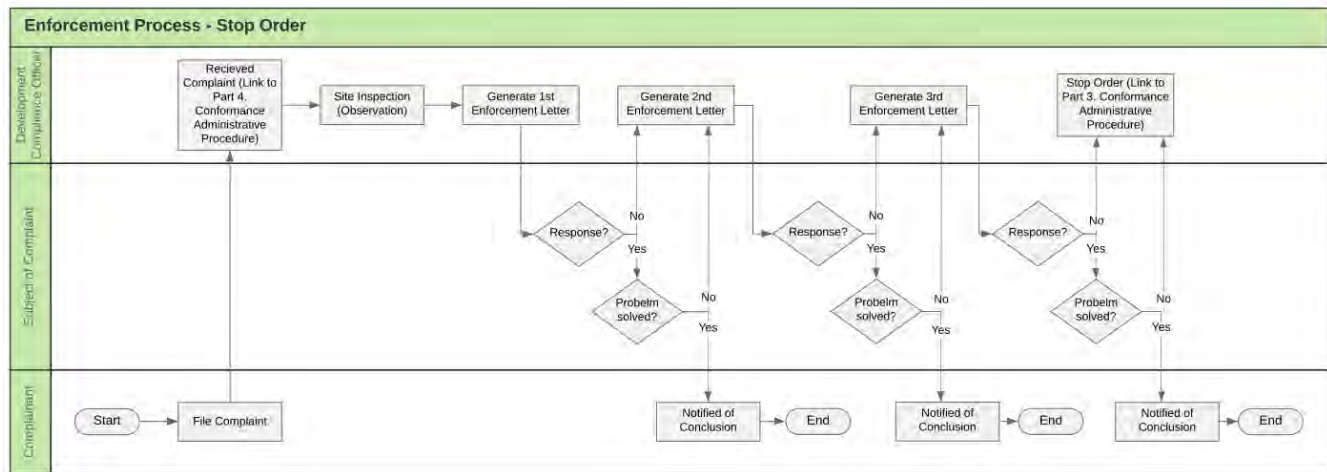 Enforcement Process - Stop Order
Development
Compliance Officer
Recieved
Complaint (Link to
Part 4.
Conformance
Administrative
Procedure)
Site Inspection
(Observation)
Generate 1st
Enforcement Letter
Generate 2nd
Enforcement Letter
Generate 3rd
Enforcement Letter
Stop Order (Link to
Part 3. Conformance
Administrative
Procedure)
Subject of Complaint
Response?
No
Yes
Probelm
solved?
No
Yes
Response?
No
Yes
Probelm
solved?
No
Yes
Response?
No
Yes
Probelm
solved?
No
Yes
Complainant
Start
File Complaint
Notified of
Conclusion
End
Notified of
Conclusion
End
Notified of
Conclusion
End